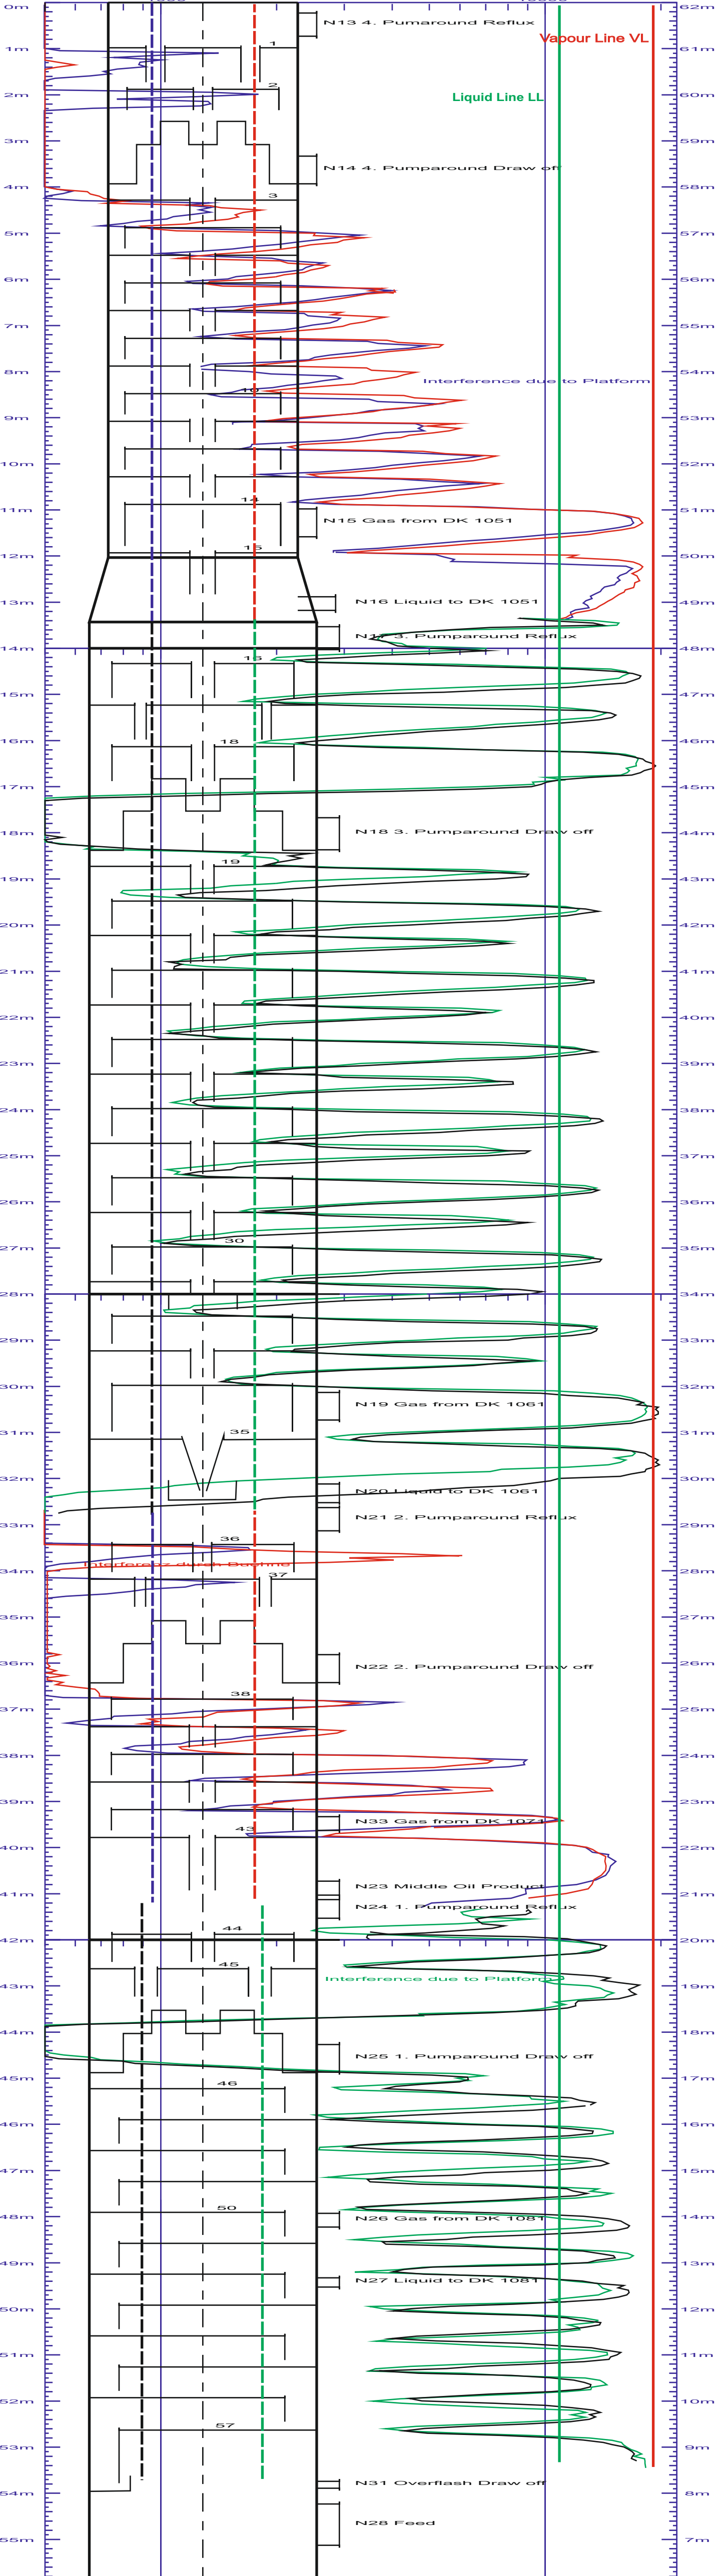 0m
62m
N13 4. Pumparound Reflux
Vapour Line VL
1m
1
61m
2
2m
Liquid Line LL
60m
3m
59m
N14 4. Pumparound Draw off
4m
58m
3
5m
57m
6m
56m
7m
55m
8m
54m
Interference due to Platform
10
9m
53m
10m
52m
14
11m
51m
N15 Gas from DK 1051
15
12m
50m
N16 Liquid to DK 1051
13m
49m
N17 3. Pumparound Reflux
14m
48m
15m
47m
18
16m
46m
17m
45m
N18 3. Pumparound Draw off
18m
44m
19
19m
43m
20m
42m
21m
41m
22m
40m
23m
39m
24m
38m
25m
37m
26m
36m
30
27m
35m
28m
34m
29m
33m
30m
32m
N19 Gas from DK 1061
35
31m
31m
32m
30m
N20 Liquid to DK 1061
N21 2. Pumparound Reflux
33m
29m
36
Interferenz durch Buehne
34m
28m
37
35m
27m
36m
26m
N22 2. Pumparound Draw off
38
37m
25m
38m
24m
39m
23m
N33 Gas from DK 1071
43
40m
22m
N23 Middle Oil Product
41m
21m
N24 1. Pumparound Reflux
44
42m
20m
45
Interference due to Platform
43m
19m
44m
18m
N25 1. Pumparound Draw off
45m
17m
46
46m
16m
47m
15m
50
48m
14m
N26 Gas from DK 1081
49m
13m
N27 Liquid to DK 1081
50m
12m
51m
11m
52m
10m
57
53m
9m
N31 Overflash Draw off
54m
8m
N28 Feed
55m
7m